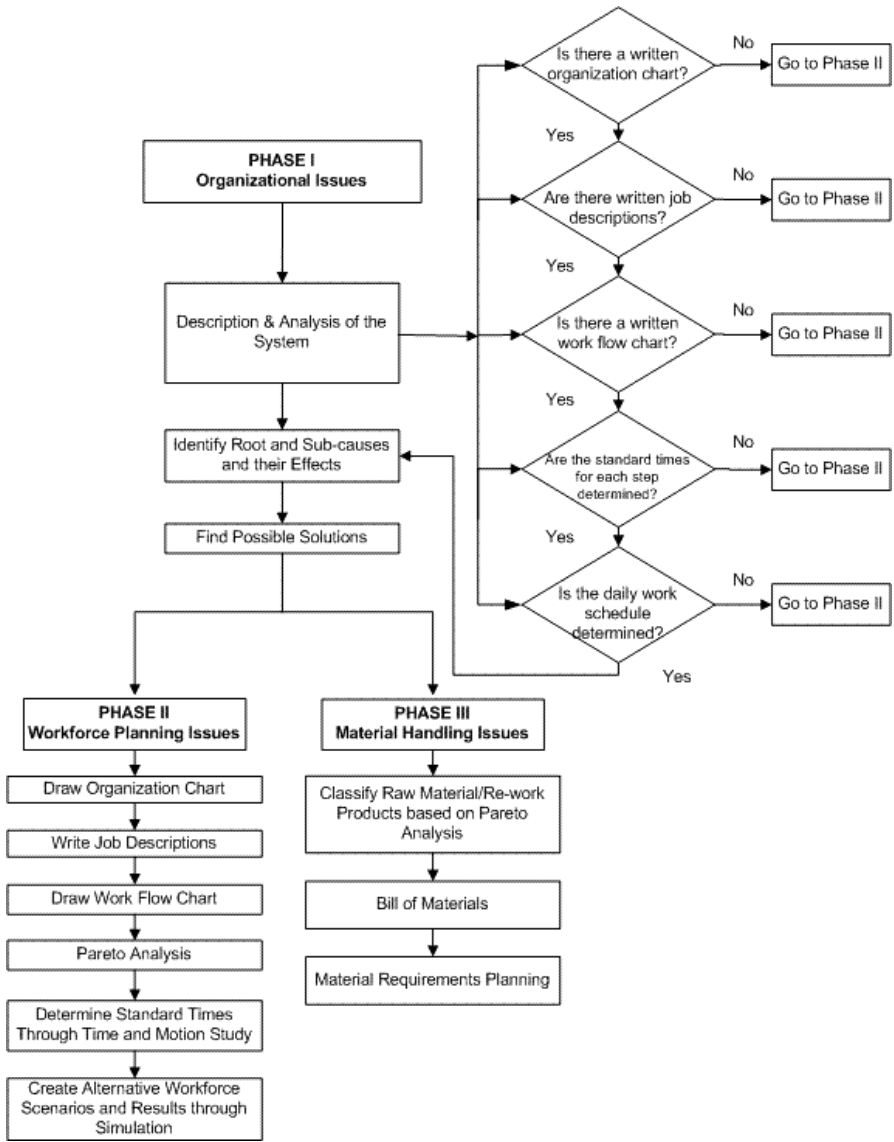 Is there a written
organization chart?
No
Go to Phase II
Yes
PHASE I
Organizational Issues
Are there written job
descriptions?
No
Go to Phase II
Yes
Description & Analysis of the
System
Is there a written
work flow chart?
No
Go to Phase II
Yes
Identify Root and Sub-causes
and their Effects
Are the standard times
for each step
determined?
No
Go to Phase II
Yes
Find Possible Solutions
Is the daily work
schedule
determined?
No
Go to Phase II
Yes
PHASE II
Workforce Planning Issues
Draw Organization Chart
Write Job Descriptions
Draw Work Flow Chart
Pareto Analysis
Determine Standard Times
Through Time and Motion Study
Create Alternative Workforce
Scenarios and Results through
Simulation
PHASE III
Material Handling Issues
Classify Raw Material/Re-work
Products based on Pareto
Analysis
Bill of Materials
Material Requirements Planning